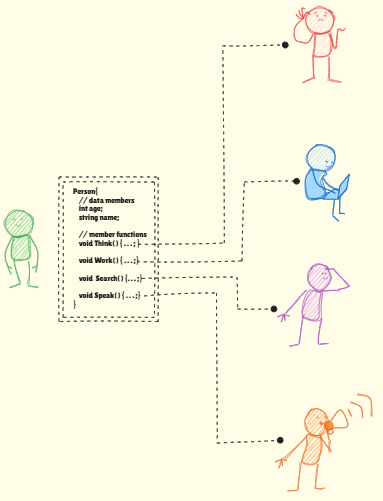 Person{
// data members
int age;
string name;
// member functions
void Think(){...;}
void Work(){...;}
void Search(){...;}
void Speak(){...;}
}